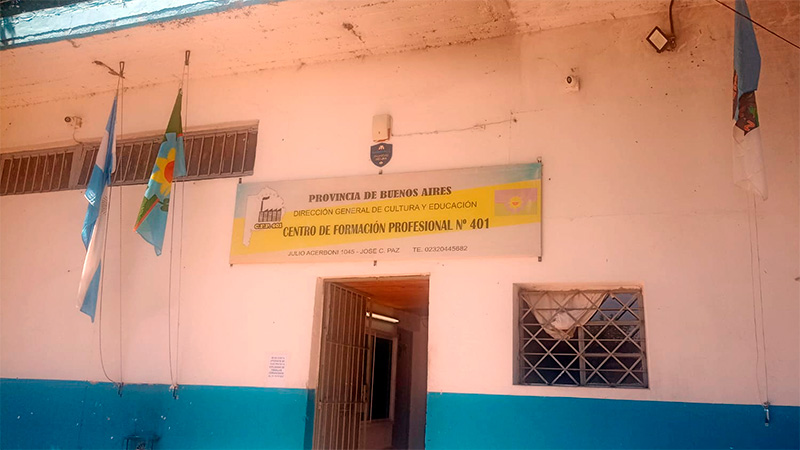 PROVINCIA DE BUENOS AIRES
DIRECCIÓN GENERAL DE CULTURA Y EDUCACIÓN
C.F.P. 401
CENTRO DE FORMACIÓN PROFESIONAL Nº 401
JULIO ACERBONI 1045 - JOSÉ C. PAZ TE. 02320445882